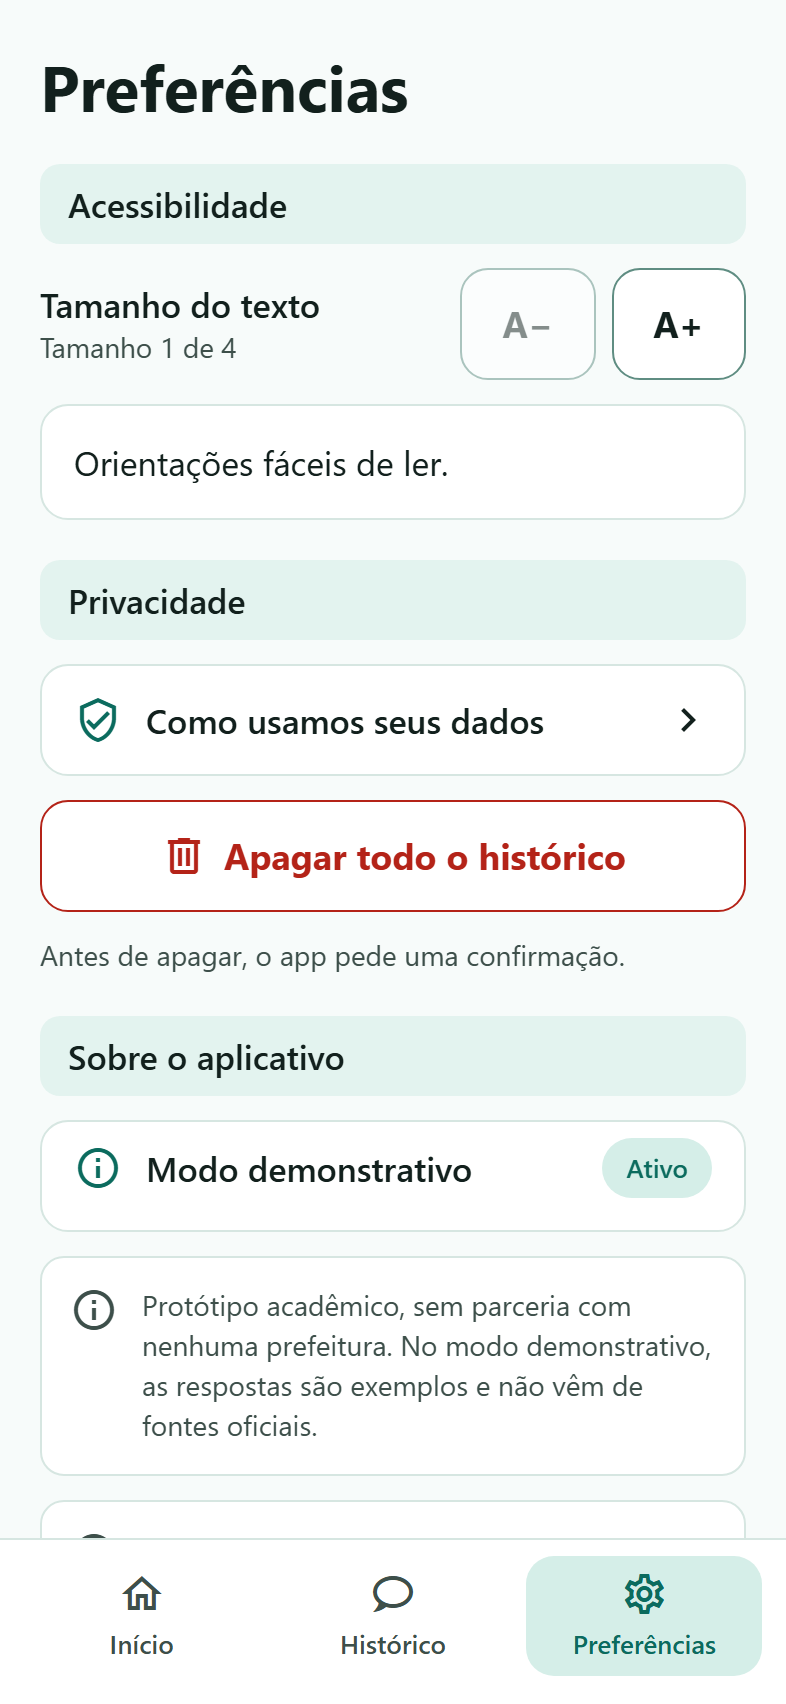 Preferências
Acessibilidade
Tamanho do texto
Tamanho 1 de 4
A−
A+
Orientações fáceis de ler.
Privacidade
Como usamos seus dados
Apagar todo o histórico
Antes de apagar, o app pede uma confirmação.
Sobre o aplicativo
Modo demonstrativo
Ativo
Protótipo acadêmico, sem parceria com
nenhuma prefeitura. No modo demonstrativo,
as respostas são exemplos e não vêm de
fontes oficiais.
Início
Histórico
Preferências